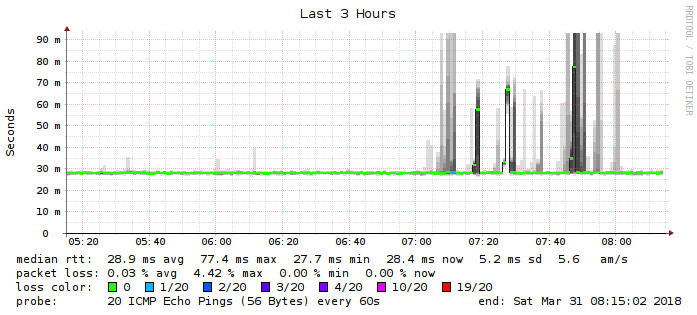 Last 3 Hours
RRDTOOL / TOBI OETIKER
Seconds
90 m
80 m
70 m
60 m
50 m
40 m
30 m
20 m
10 m
0
05:20 05:40 06:00 06:20 06:40 07:00 07:20 07:40 08:00
median rtt: 28.9 ms avg 77.4 ms max 27.7 ms min 28.4 ms now 5.2 ms sd 5.6 am/s
packet loss: 0.03 % avg 4.42 % max 0.00 % min 0.00 % now
loss color: 0 1/20 2/20 3/20 4/20 10/20 19/20
probe: 20 ICMP Echo Pings (56 Bytes) every 60s end: Sat Mar 31 08:15:02 2018